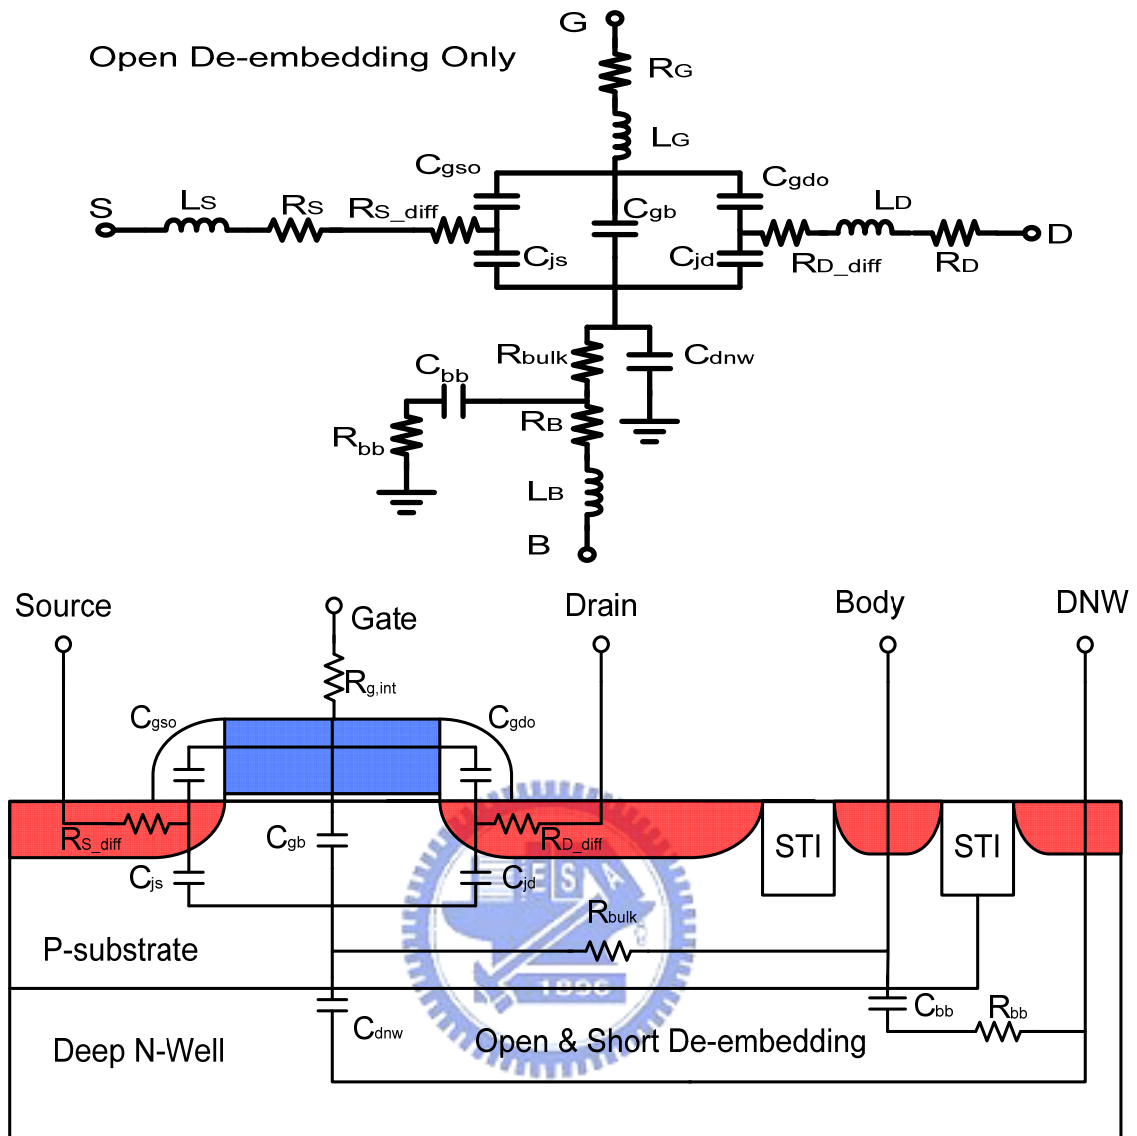 G
Open De-embedding Only
RG
LG
Cgso
Cgdo
S
LS
RS
RS_diff
Cgb
LD
D
Cjs
Cjd
RD_diff
RD
Rbulk
Cdnw
Cbb
RB
Rbb
LB
B
Source
Gate
Drain
Body
DNW
Rg,int
Cgso
Cgdo
RS_diff
Cgb
RD_diff
STI
STI
Cjs
Cjd
ESA
Rbulk
P-substrate
1896
Cbb
Rbb
Cdnw
Deep N-Well
Open & Short De-embedding